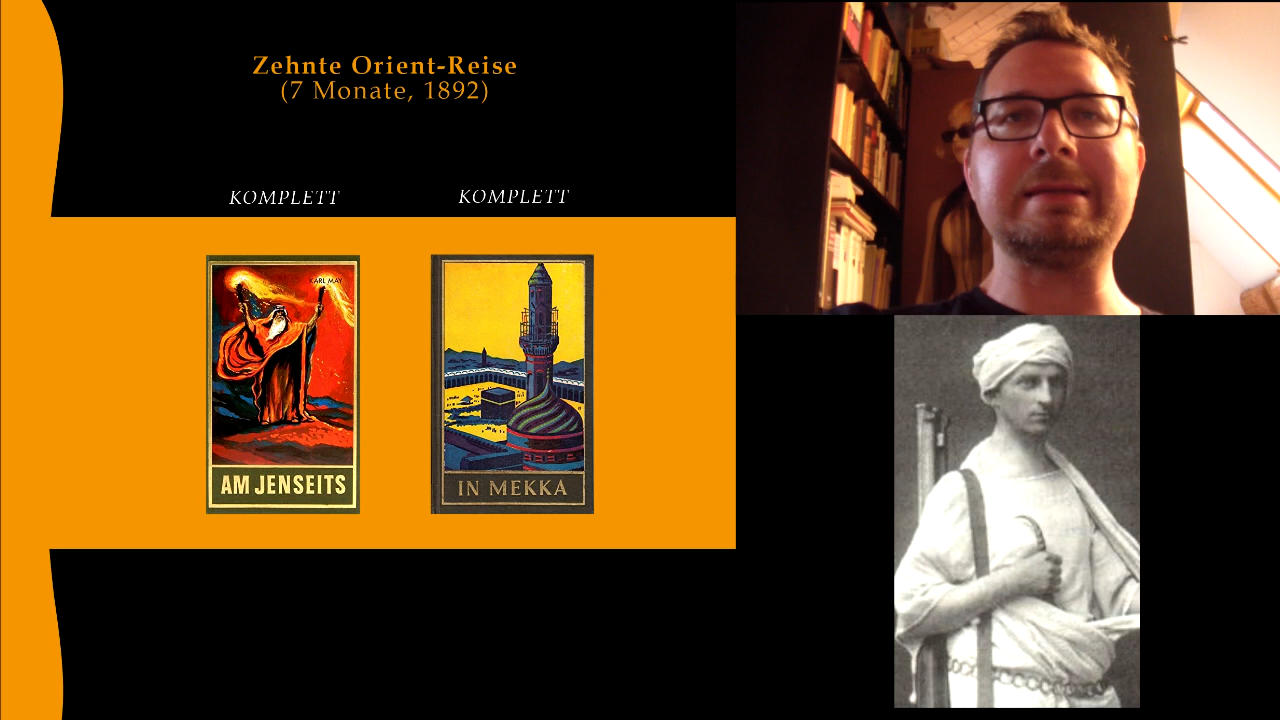 Zehnte Orient-Reise
(7 Monate, 1892)
KOMPLETT
KOMPLETT
KARL MAY
AM JENSEITS
IN MEKKA